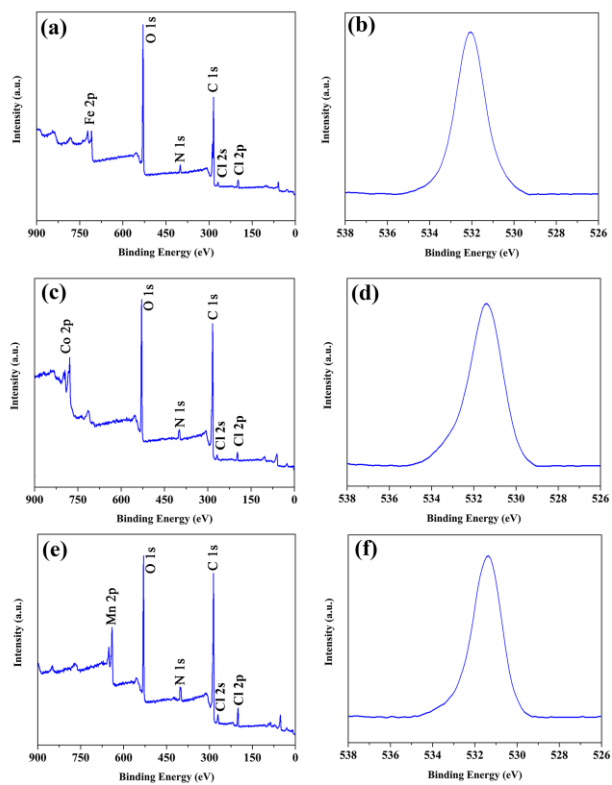 (a)
O 1s
C 1s
Fe 2p
N 1s
Cl 2s
Cl 2p
Intensity (a.u.)
900 750 600 450 300 150 0
Binding Energy (eV)
(b)
Intensity (a.u.)
538 536 534 532 530 528 526
Binding Energy (eV)
(c)
O 1s
C 1s
Co 2p
N 1s
Cl 2s
Cl 2p
Intensity (a.u.)
900 750 600 450 300 150 0
Binding Energy (eV)
(d)
Intensity (a.u.)
538 536 534 532 530 528 526
Binding Energy (eV)
(e)
O 1s
C 1s
Mn 2p
N 1s
Cl 2s
Cl 2p
Intensity (a.u.)
900 750 600 450 300 150 0
Binding Energy (eV)
(f)
Intensity (a.u.)
538 536 534 532 530 528 526
Binding Energy (eV)